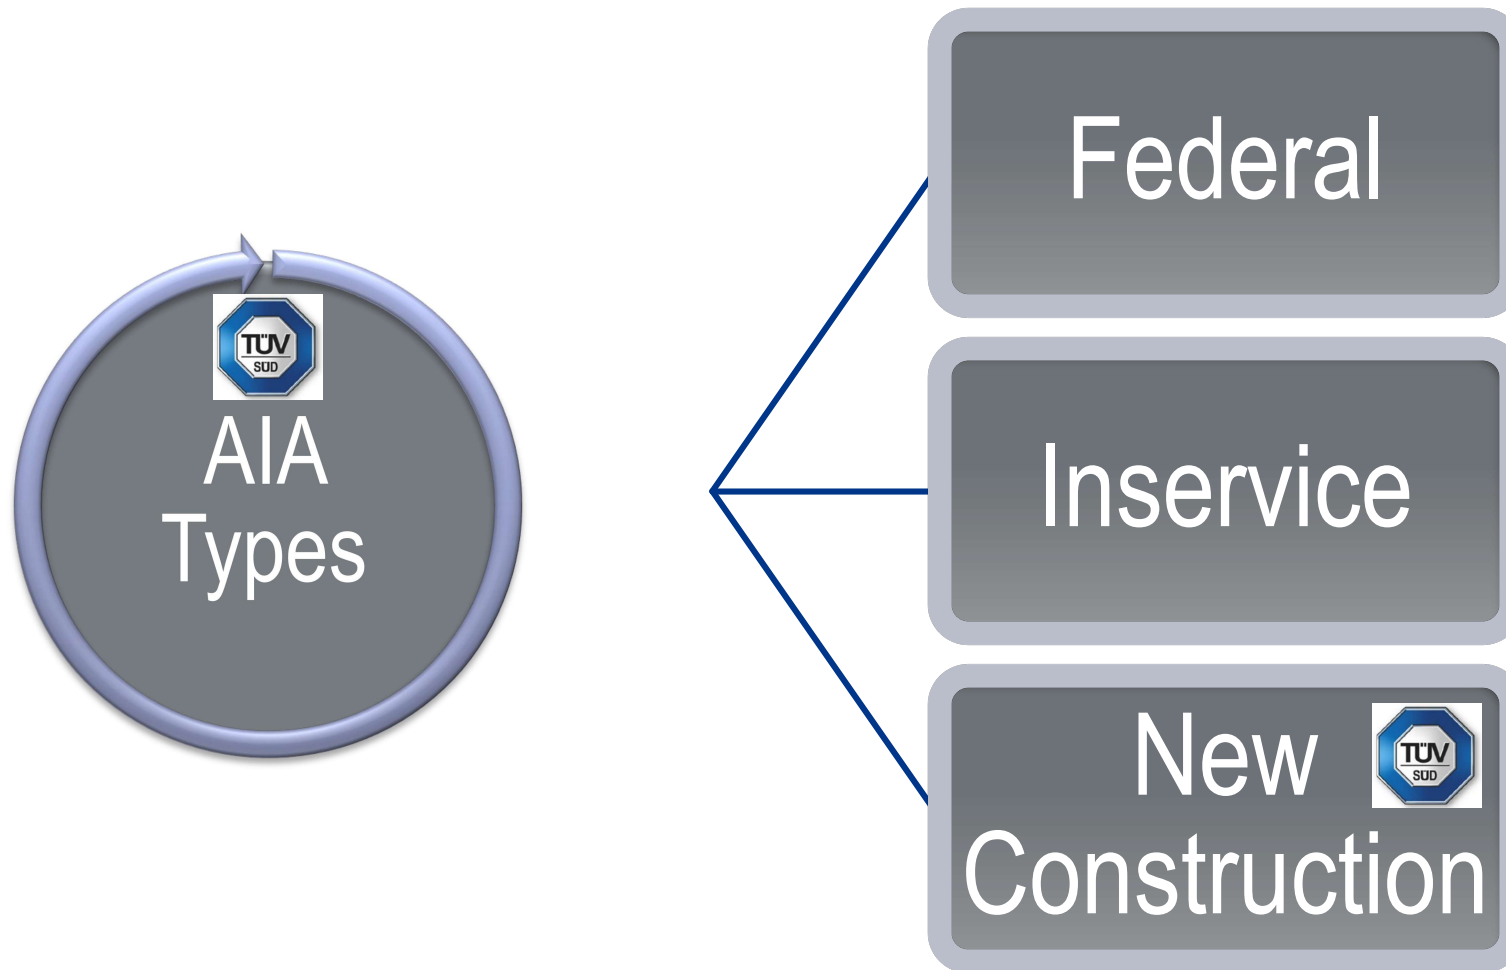 TÜV
SÜD
AIA
Types
Federal
Inservice
New
TÜV
SÜD
Construction